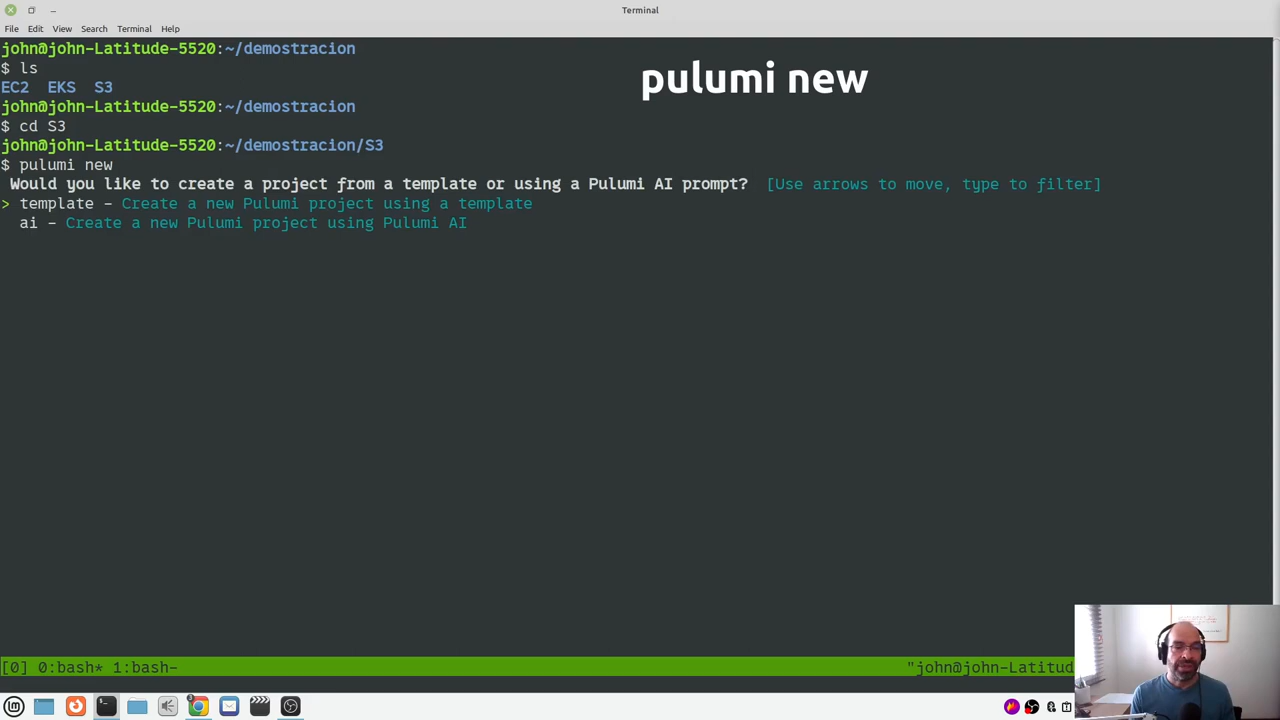 Terminal
File Edit View Search Terminal Help
john@john-Latitude-5520:~/demostracion
$ ls
EC2 EKS S3
john@john-Latitude-5520:~/demostracion
$ cd S3
john@john-Latitude-5520:~/demostracion/S3
$ pulumi new
Would you like to create a project from a template or using a Pulumi AI prompt? [Use arrows to move, type to filter]
> template - Create a new Pulumi project using a template
ai - Create a new Pulumi project using Pulumi AI
pulumi new
[0] 0:bash* 1:bash- "john@john-Latitud
3